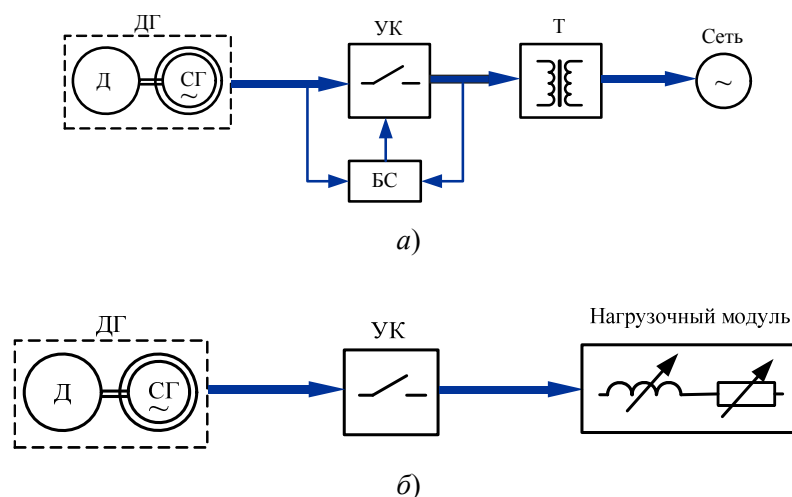 ДГ
УК
Т
Сеть
Д
СГ
~
~
БС
а)
ДГ
УК
Нагрузочный модуль
Д
СГ
~
б)